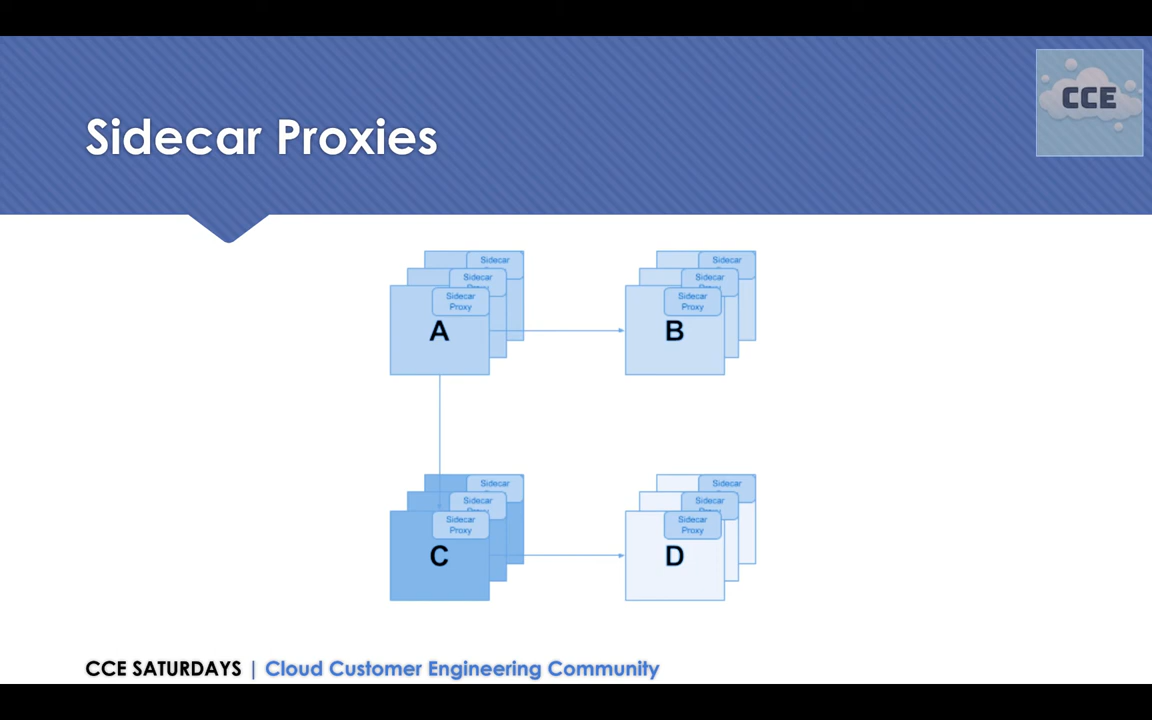 CCE
Sidecar Proxies
Sidecar
Sidecar
Sidecar
Proxy
A
Sidecar
Sidecar
Sidecar
Proxy
B
Sidecar
Sidecar
Sidecar
Proxy
C
Sidecar
Sidecar
Sidecar
Proxy
D
CCE SATURDAYS | Cloud Customer Engineering Community